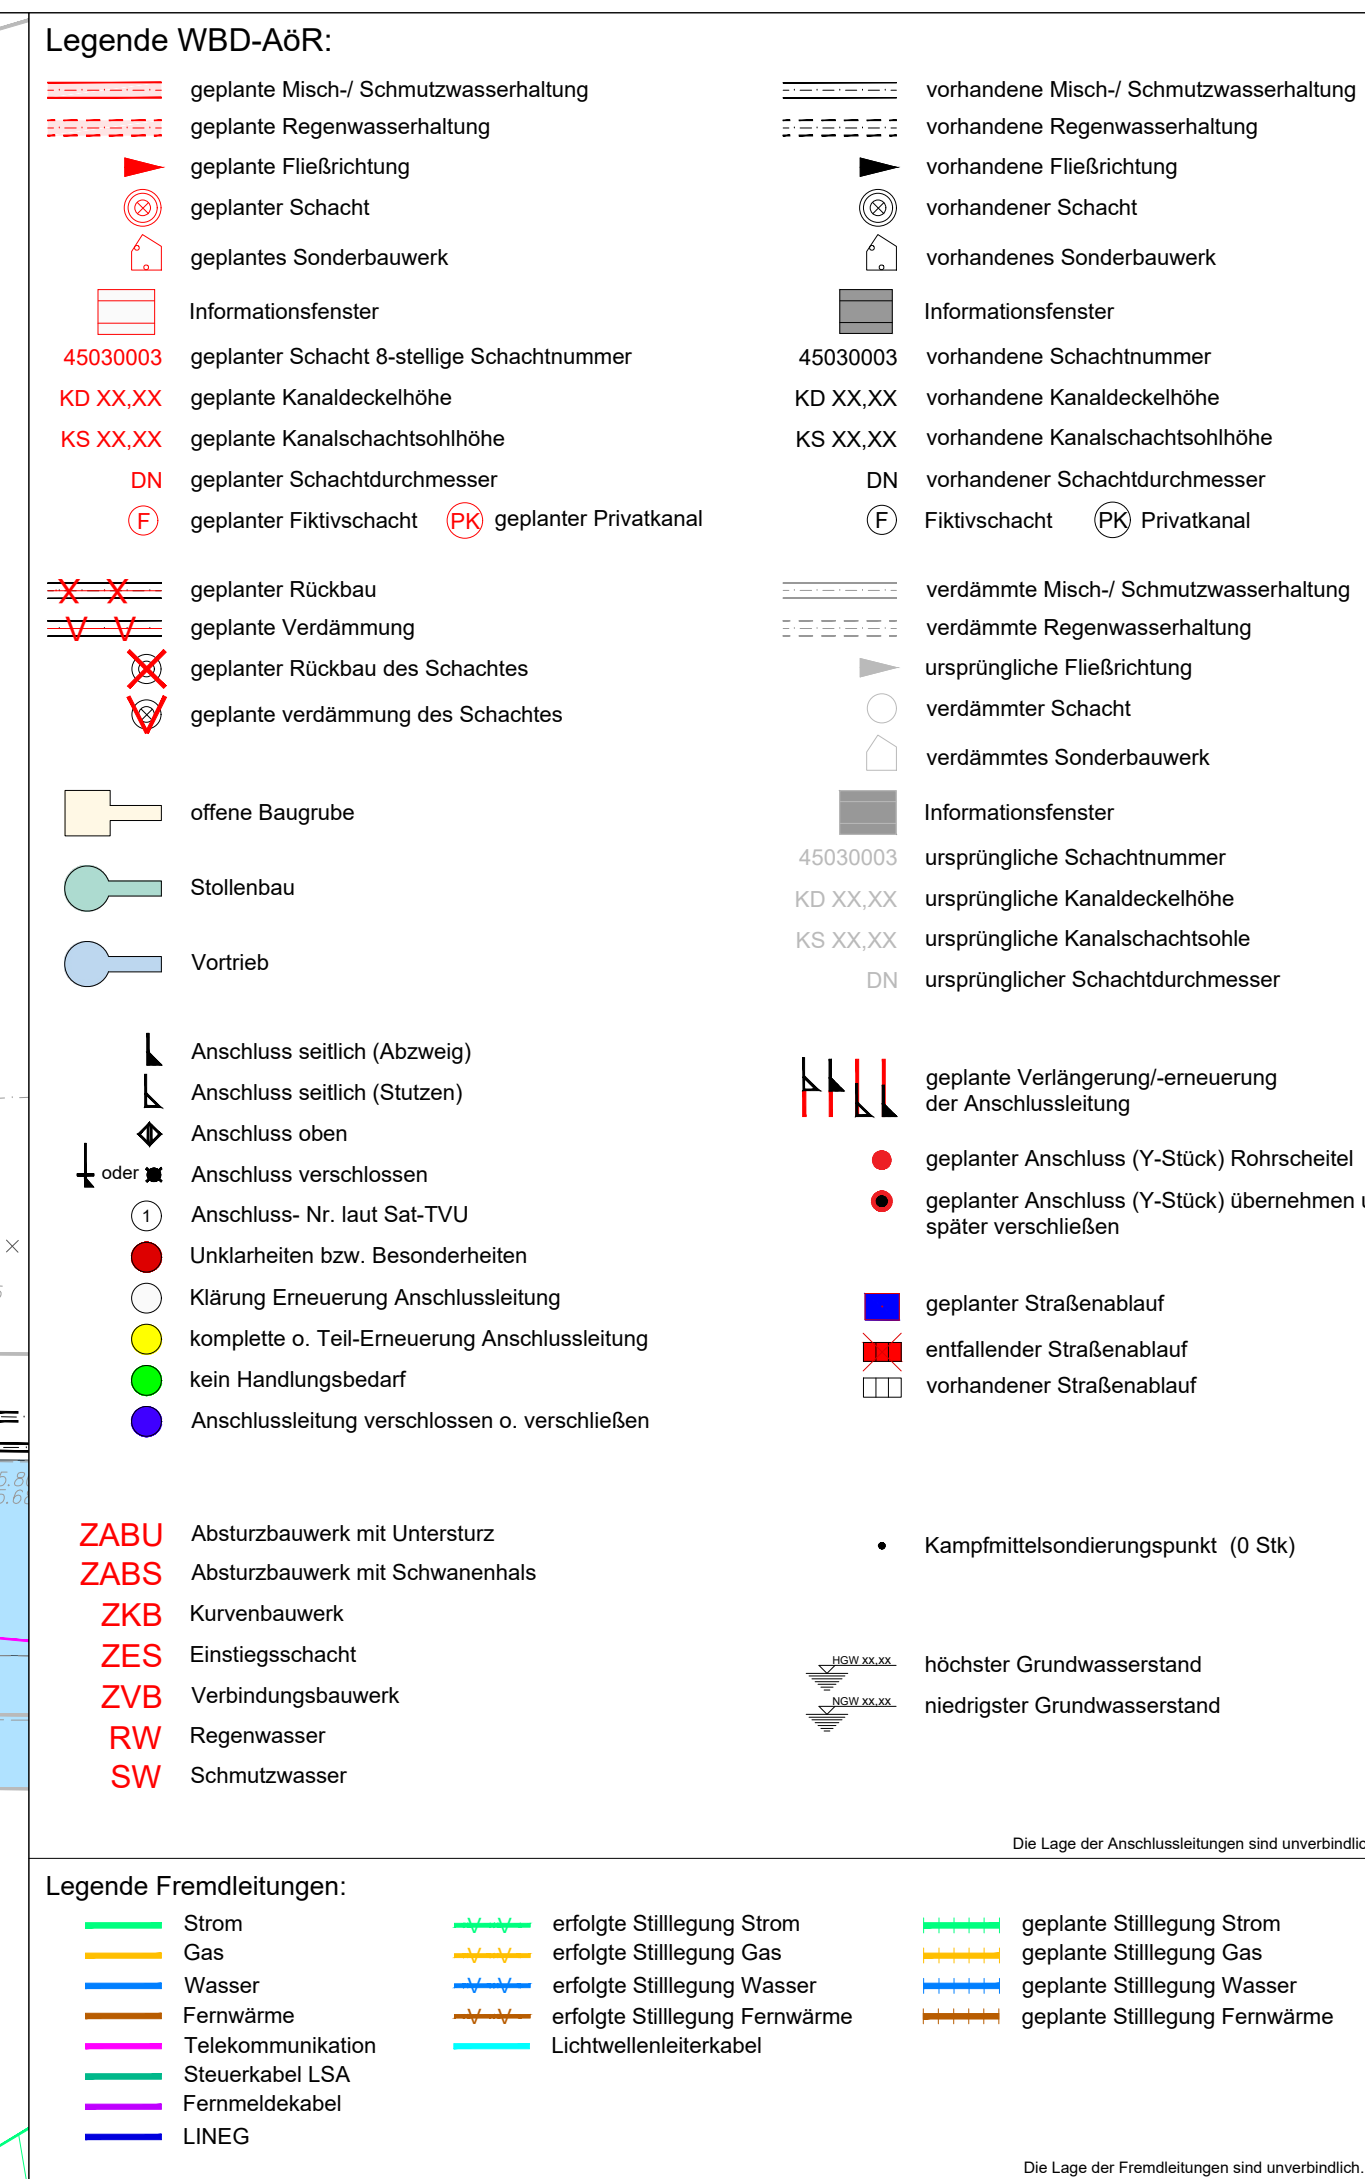 Legende WBD-AöR:
geplante Misch-/ Schmutzwasserhaltung
geplante Regenwasserhaltung
geplante Fließrichtung
geplanter Schacht
geplantes Sonderbauwerk
Informationsfenster
45030003 geplanter Schacht 8-stellige Schachtnummer
KD XX,XX geplante Kanaldeckelhöhe
KS XX,XX geplante Kanalschachtsohlhöhe
DN geplanter Schachtdurchmesser
F geplanter Fiktivschacht PK geplanter Privatkanal
X X geplanter Rückbau
V V geplante Verdämmung
geplanter Rückbau des Schachtes
geplante verdämmung des Schachtes
offene Baugrube
Stollenbau
Vortrieb
Anschluss seitlich (Abzweig)
Anschluss seitlich (Stutzen)
Anschluss oben
oder Anschluss verschlossen
1 Anschluss- Nr. laut Sat-TVU
Unklarheiten bzw. Besonderheiten
Klärung Erneuerung Anschlussleitung
komplette o. Teil-Erneuerung Anschlussleitung
kein Handlungsbedarf
Anschlussleitung verschlossen o. verschließen
ZABU Absturzbauwerk mit Untersturz
ZABS Absturzbauwerk mit Schwanenhals
ZKB Kurvenbauwerk
ZES Einstiegsschacht
ZVB Verbindungsbauwerk
RW Regenwasser
SW Schmutzwasser
vorhandene Misch-/ Schmutzwasserhaltung
vorhandene Regenwasserhaltung
vorhandene Fließrichtung
vorhandener Schacht
vorhandenes Sonderbauwerk
Informationsfenster
45030003 vorhandene Schachtnummer
KD XX,XX vorhandene Kanaldeckelhöhe
KS XX,XX vorhandene Kanalschachtsohlhöhe
DN vorhandener Schachtdurchmesser
F Fiktivschacht PK Privatkanal
verdämmte Misch-/ Schmutzwasserhaltung
verdämmte Regenwasserhaltung
ursprüngliche Fließrichtung
verdämmter Schacht
verdämmtes Sonderbauwerk
Informationsfenster
45030003 ursprüngliche Schachtnummer
KD XX,XX ursprüngliche Kanaldeckelhöhe
KS XX,XX ursprüngliche Kanalschachtsohle
DN ursprünglicher Schachtdurchmesser
geplante Verlängerung/-erneuerung
der Anschlussleitung
geplanter Anschluss (Y-Stück) Rohrscheitel
geplanter Anschluss (Y-Stück) übernehmen
später verschließen
geplanter Straßenablauf
entfallender Straßenablauf
vorhandener Straßenablauf
Kampfmittelsondierungspunkt (0 Stk)
HGW xx,xx höchster Grundwasserstand
NGW xx,xx niedrigster Grundwasserstand
Die Lage der Anschlussleitungen sind
Legende Fremdleitungen:
Strom
Gas
Wasser
Fernwärme
Telekommunikation
Steuerkabel LSA
Fernmeldekabel
LINEG
erfolgte Stilllegung Strom
erfolgte Stilllegung Gas
erfolgte Stilllegung Wasser
erfolgte Stilllegung Fernwärme
Lichtwellenleiterkabel
geplante Stilllegung Strom
geplante Stilllegung Gas
geplante Stilllegung Wasser
geplante Stilllegung Fernwärme
Die Lage der Fremdleitungen sind unverbindlich.